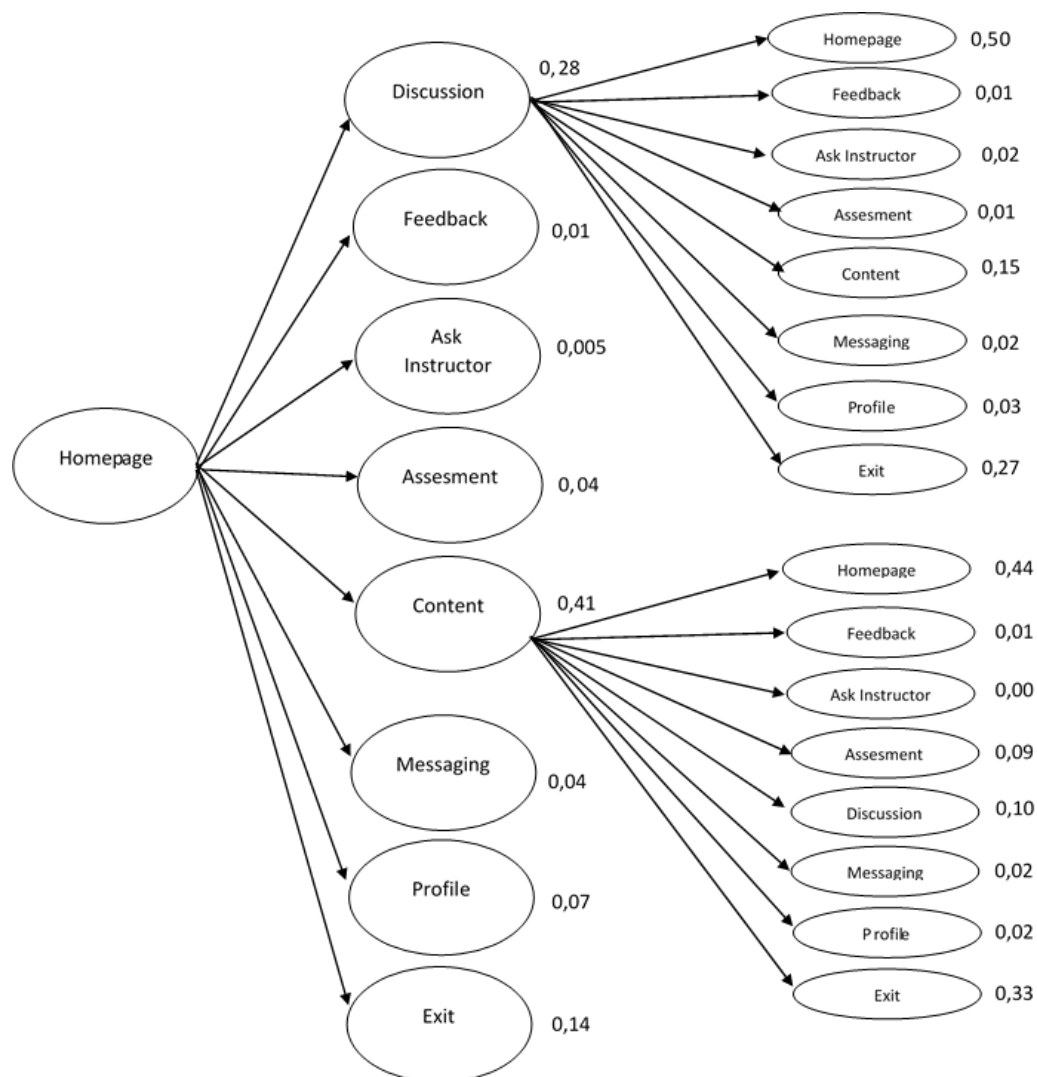 Homepage
Discussion
0,28
Feedback
0,01
Ask
Instructor
0,005
Assesment
0,04
Content
0,41
Messaging
0,04
Profile
0,07
Exit
0,14
Homepage 0,50
Feedback 0,01
Ask Instructor 0,02
Assesment 0,01
Content 0,15
Messaging 0,02
Profile 0,03
Exit 0,27
Homepage 0,44
Feedback 0,01
Ask Instructor 0,00
Assesment 0,09
Discussion 0,10
Messaging 0,02
Profile 0,02
Exit 0,33